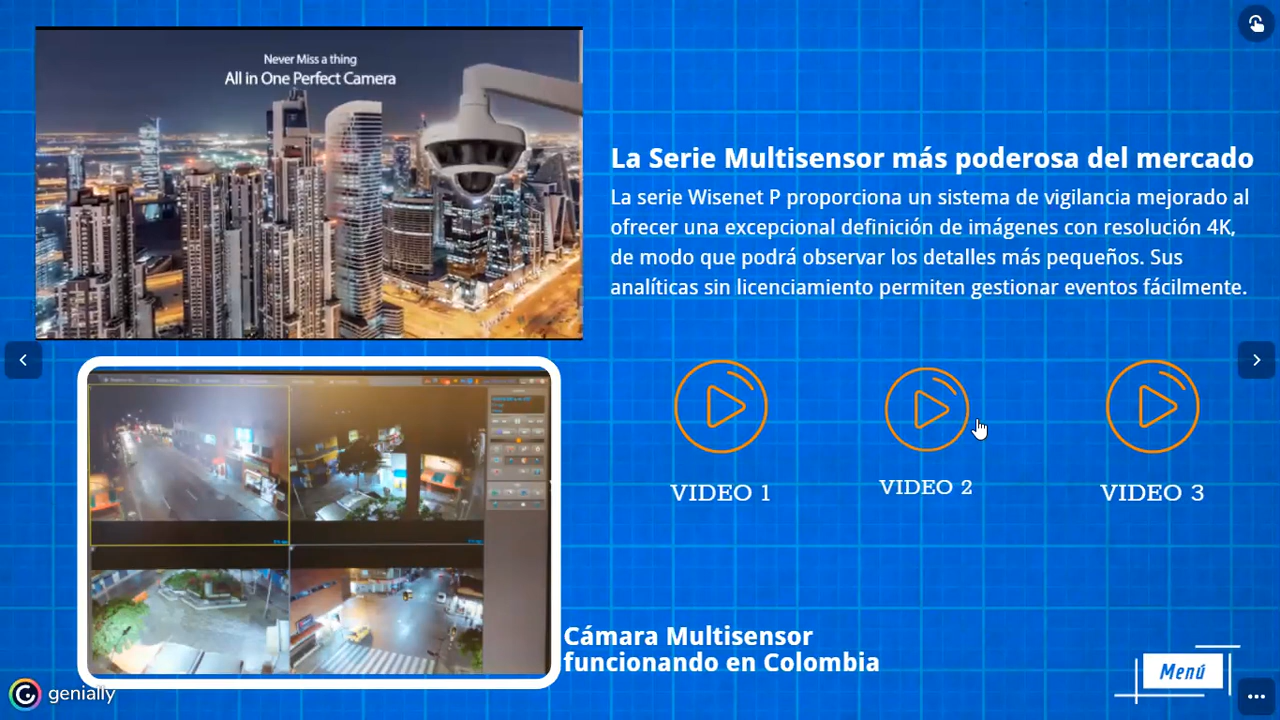 Never Miss a thing
All in One Perfect Camera
La Serie Multisensor más poderosa del mercado
La serie Wisenet P proporciona un sistema de vigilancia mejorado al
ofrecer una excepcional definición de imágenes con resolución 4K,
de modo que podrá observar los detalles más pequeños. Sus
analíticas sin licenciamiento permiten gestionar eventos fácilmente.
VIDEO 1
VIDEO 2
VIDEO 3
Cámara Multisensor
funcionando en Colombia
Menú
genially